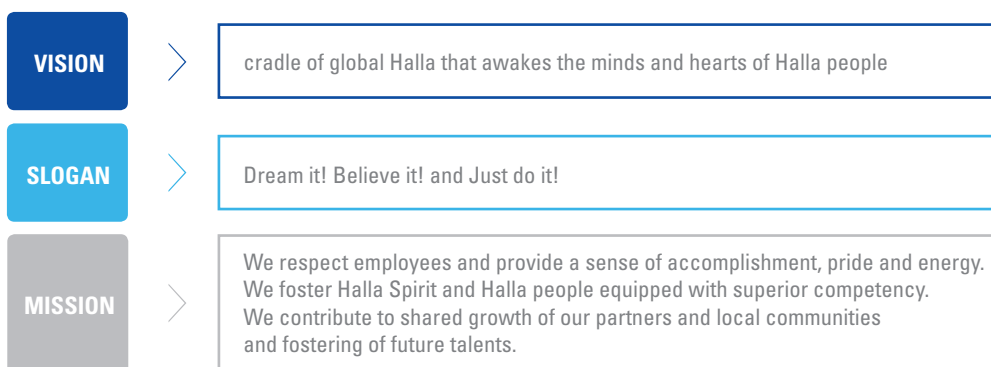 VISION
cradle of global Halla that awakes the minds and hearts of Halla people
SLOGAN
Dream it! Believe it! and Just do it!
MISSION
We respect employees and provide a sense of accomplishment, pride and energy.
We foster Halla Spirit and Halla people equipped with superior competency.
We contribute to shared growth of our partners and local communities
and fostering of future talents.